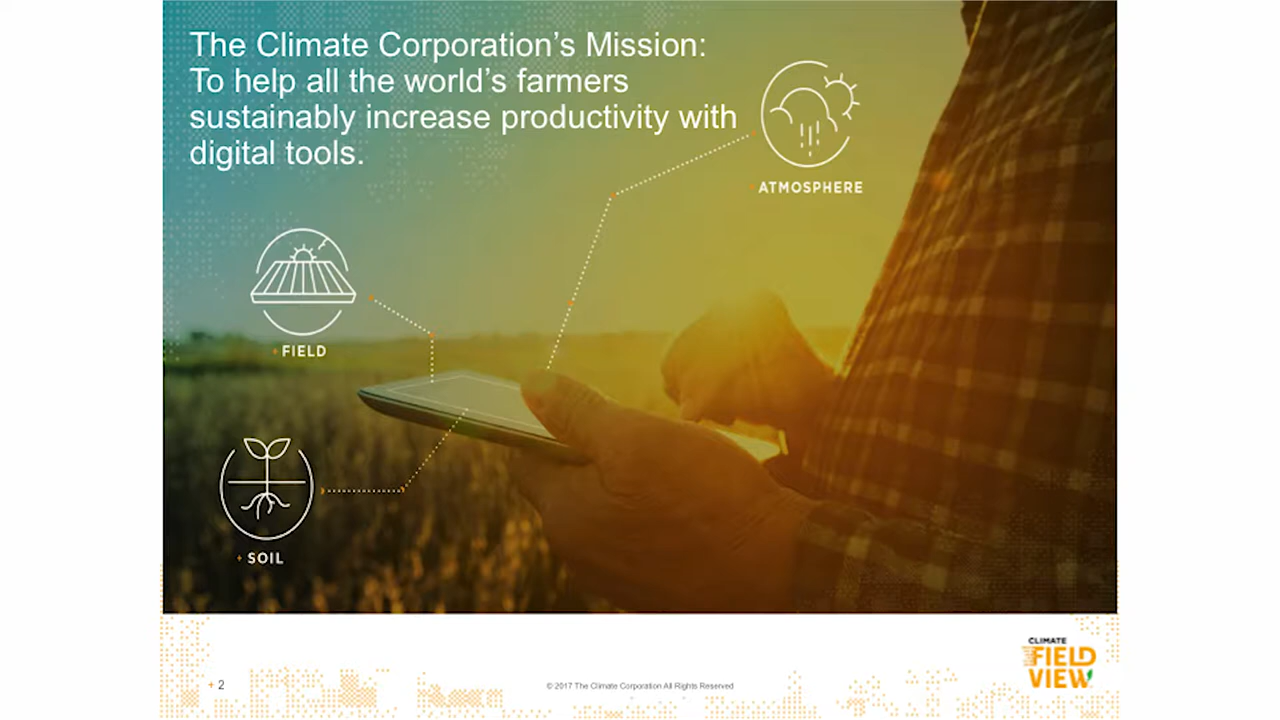 The Climate Corporation’s Mission:
To help all the world’s farmers
sustainably increase productivity with
digital tools.
ATMOSPHERE
+ FIELD
+ SOIL
+ 2
© 2017 The Climate Corporation All Rights Reserved
CLIMATE
FIELD
VIEW